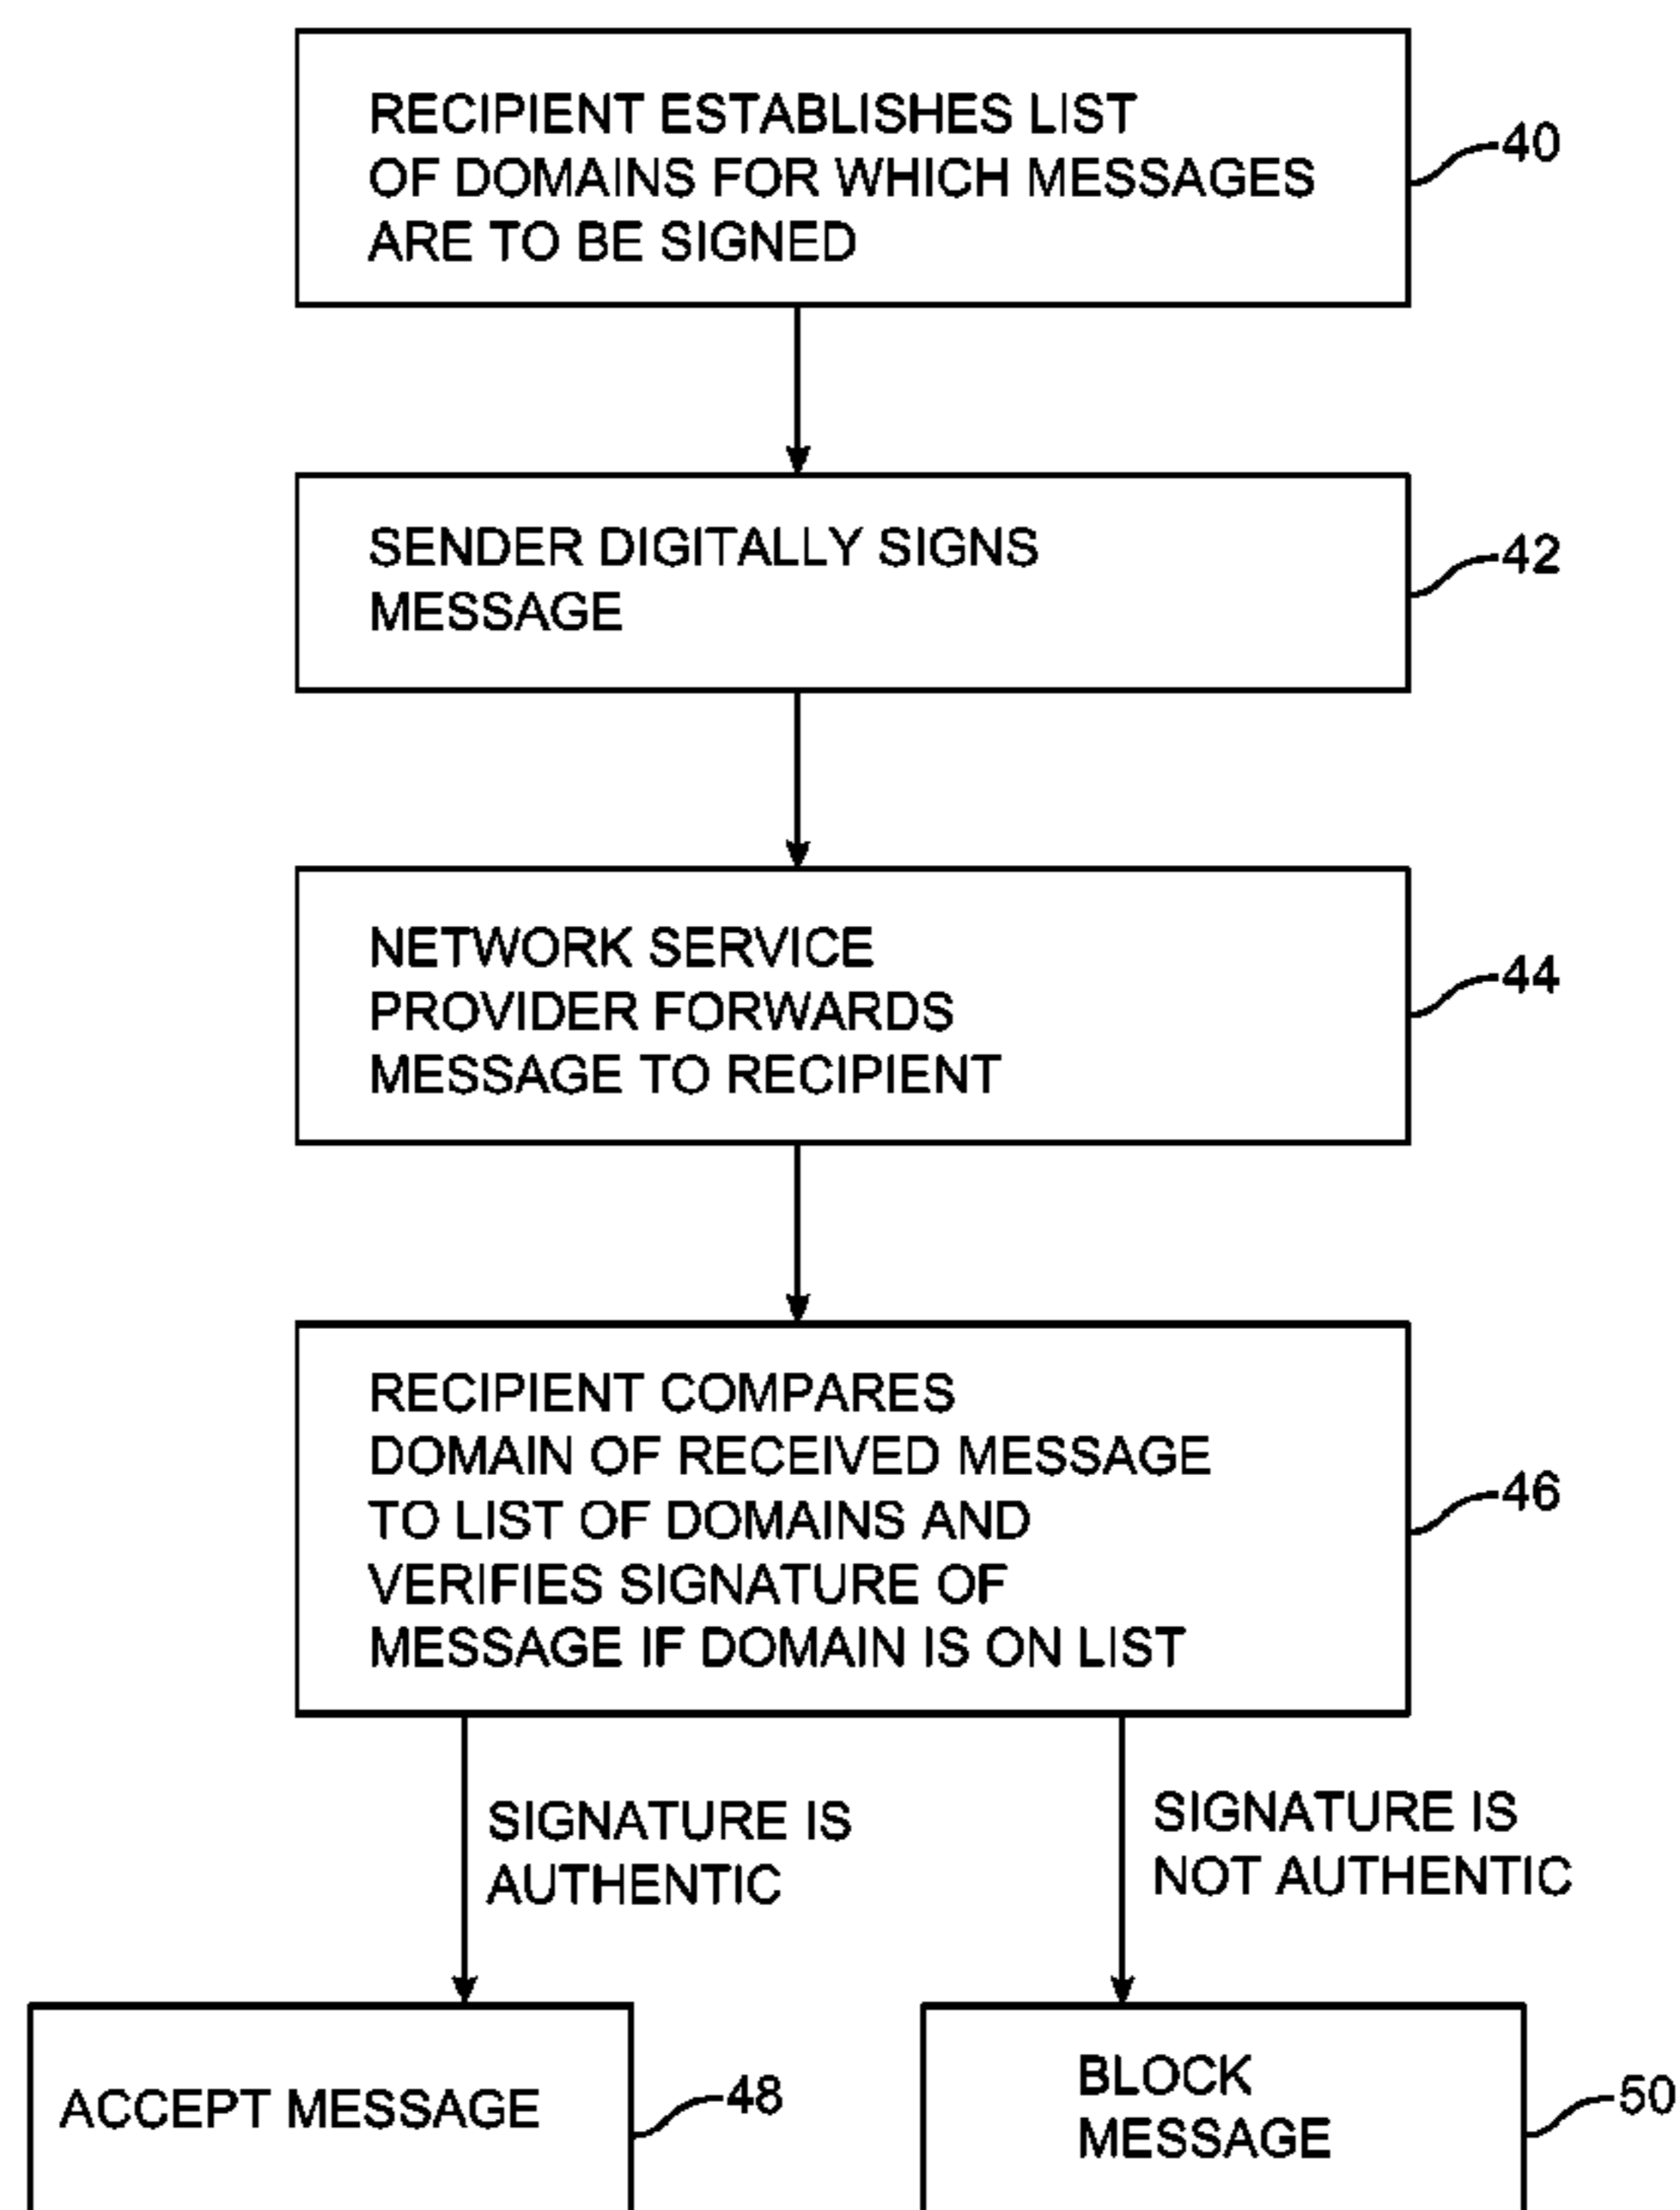 RECIPIENT ESTABLISHES LIST
OF DOMAINS FOR WHICH MESSAGES
ARE TO BE SIGNED
40
SENDER DIGITALLY SIGNS
MESSAGE
42
NETWORK SERVICE
PROVIDER FORWARDS
MESSAGE TO RECIPIENT
44
RECIPIENT COMPARES
DOMAIN OF RECEIVED MESSAGE
TO LIST OF DOMAINS AND
VERIFIES SIGNATURE OF
MESSAGE IF DOMAIN IS ON LIST
46
SIGNATURE IS
AUTHENTIC
SIGNATURE IS
NOT AUTHENTIC
ACCEPT MESSAGE
48
BLOCK
MESSAGE
50